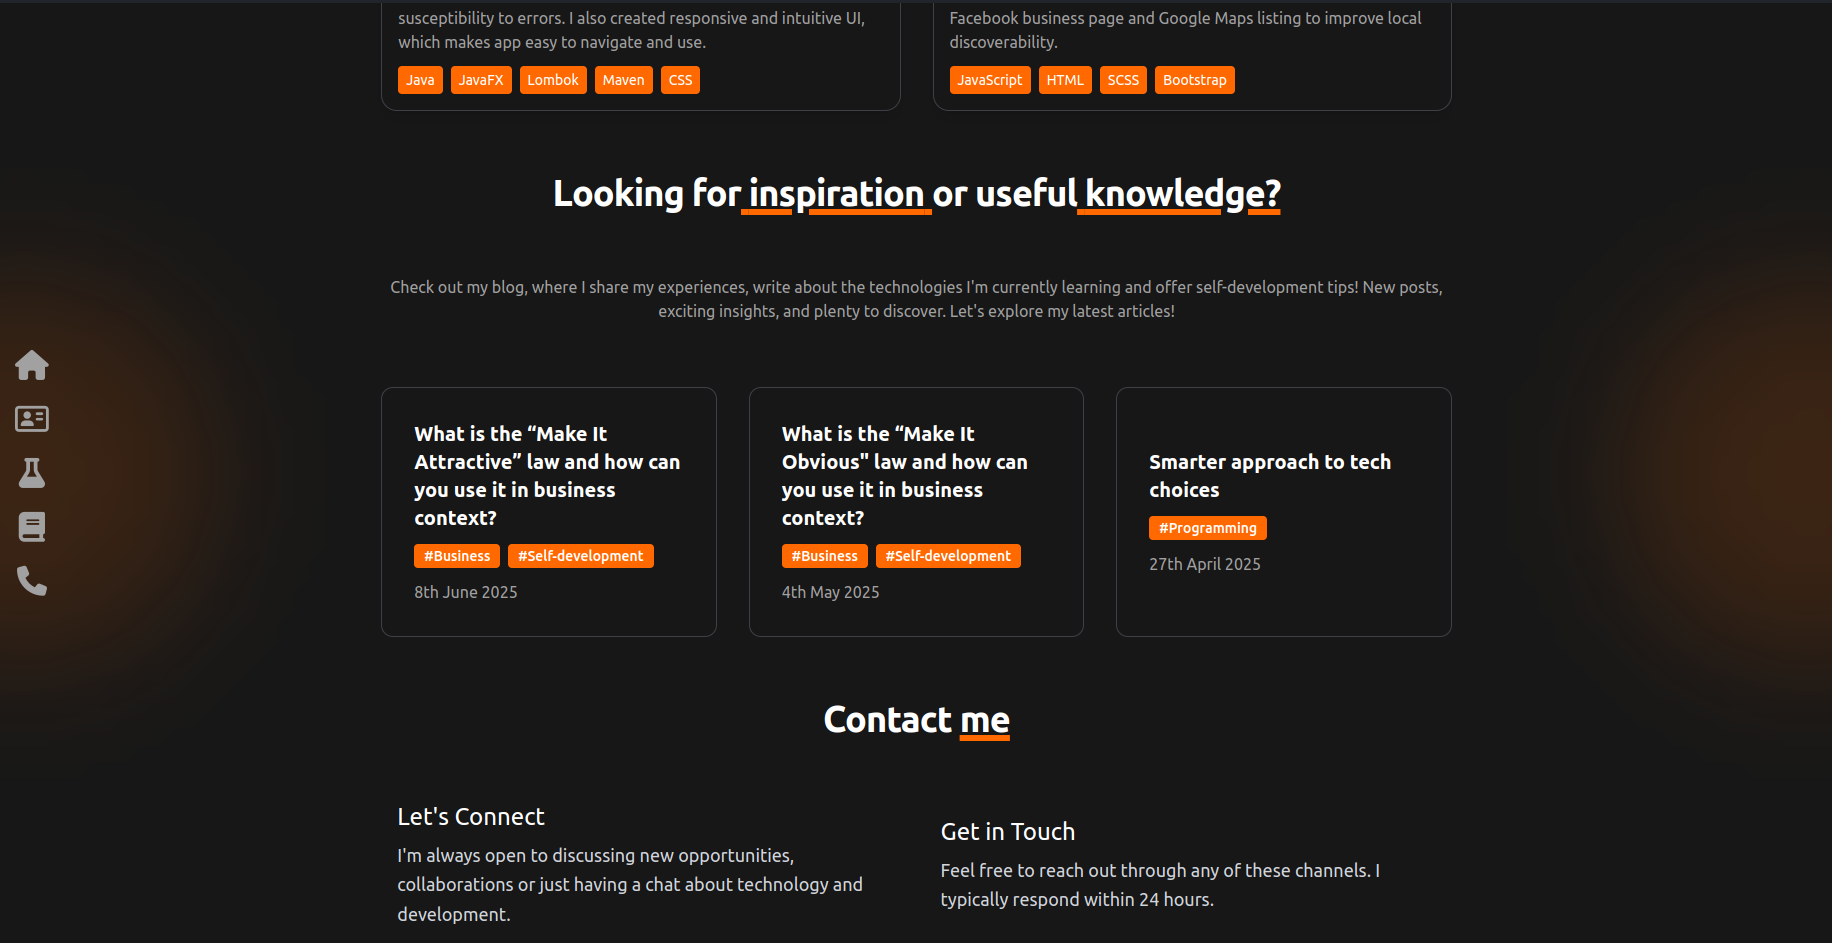 susceptibility to errors. I also created responsive and intuitive UI,
which makes app easy to navigate and use.
Java JavaFX Lombok Maven CSS
Facebook business page and Google Maps listing to improve local
discoverability.
JavaScript HTML SCSS Bootstrap
Looking for inspiration or useful knowledge?
Check out my blog, where I share my experiences, write about the technologies I'm currently learning and offer self-development tips! New posts,
exciting insights, and plenty to discover. Let's explore my latest articles!
What is the “Make It
Attractive” law and how can
you use it in business
context?
#Business #Self-development
8th June 2025
What is the “Make It
Obvious" law and how can
you use it in business
context?
#Business #Self-development
4th May 2025
Smarter approach to tech
choices
#Programming
27th April 2025
Contact me
Let's Connect
I'm always open to discussing new opportunities,
collaborations or just having a chat about technology and
development.
Get in Touch
Feel free to reach out through any of these channels. I
typically respond within 24 hours.